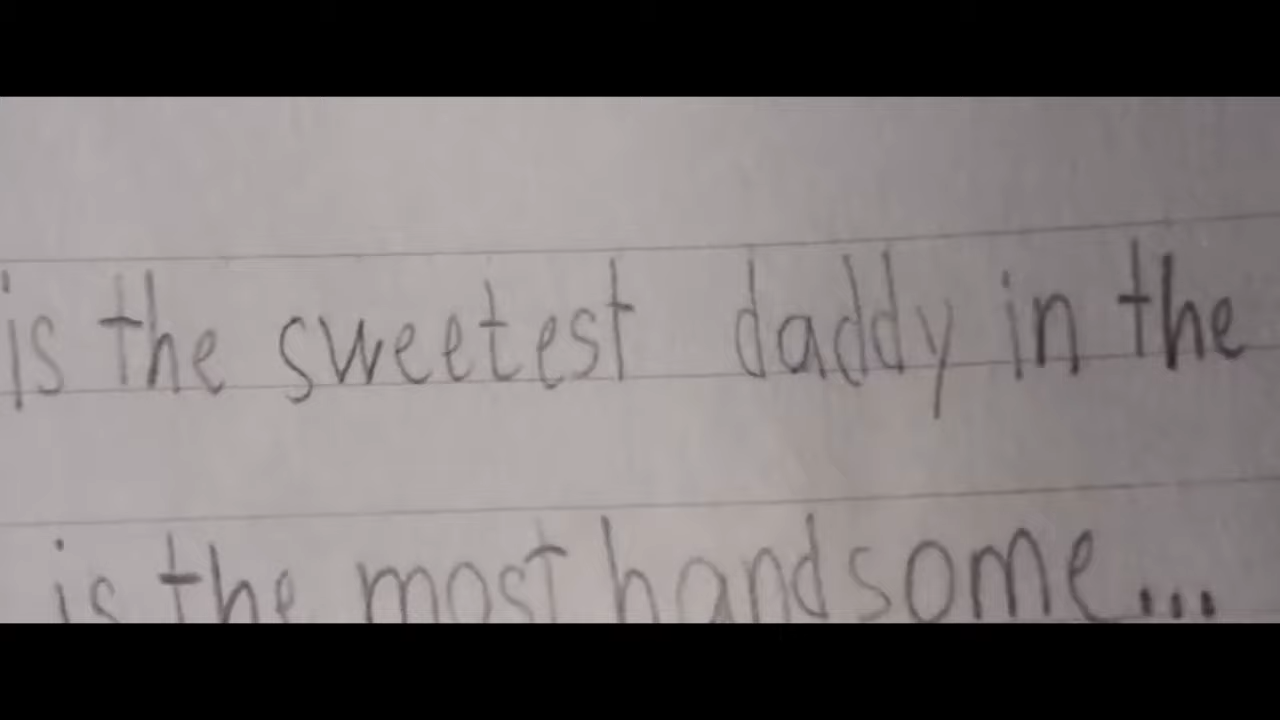 is the sweetest daddy in the
is the most handsome...